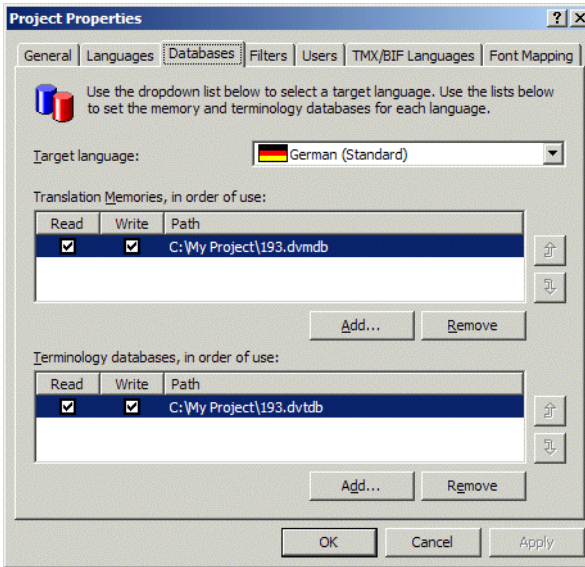 Project Properties
General Languages Databases Filters Users TMX/BIF Languages Font Mapping
Use the dropdown list below to select a target language. Use the lists below
to set the memory and terminology databases for each language.
Target language: German (Standard)
Translation Memories, in order of use:
Read Write Path
C:\My Project\193.dvmdb
Add... Remove
Terminology databases, in order of use:
Read Write Path
C:\My Project\193.dvtdb
Add... Remove
OK Cancel Apply